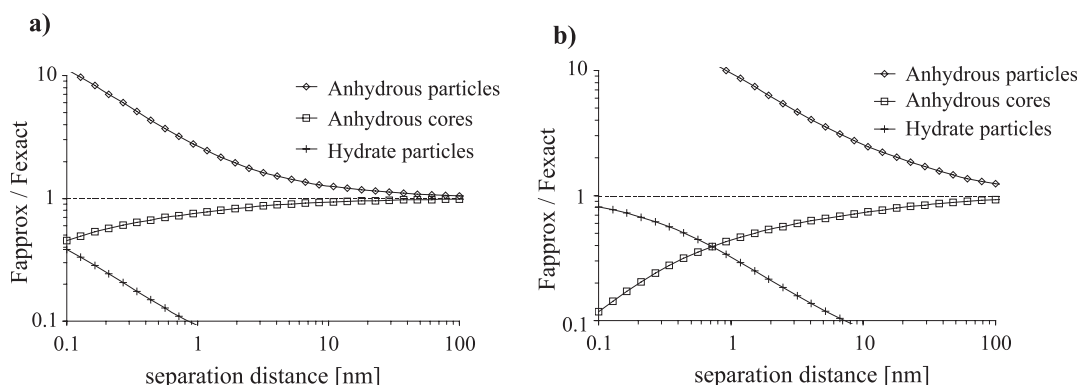 a)
10
1
0.1
Fapprox / Fexact
Anhydrous particles
Anhydrous cores
Hydrate particles
0.1 1 10 100
separation distance [nm]
b)
10
1
0.1
Fapprox / Fexact
Anhydrous particles
Anhydrous cores
Hydrate particles
0.1 1 10 100
separation distance [nm]